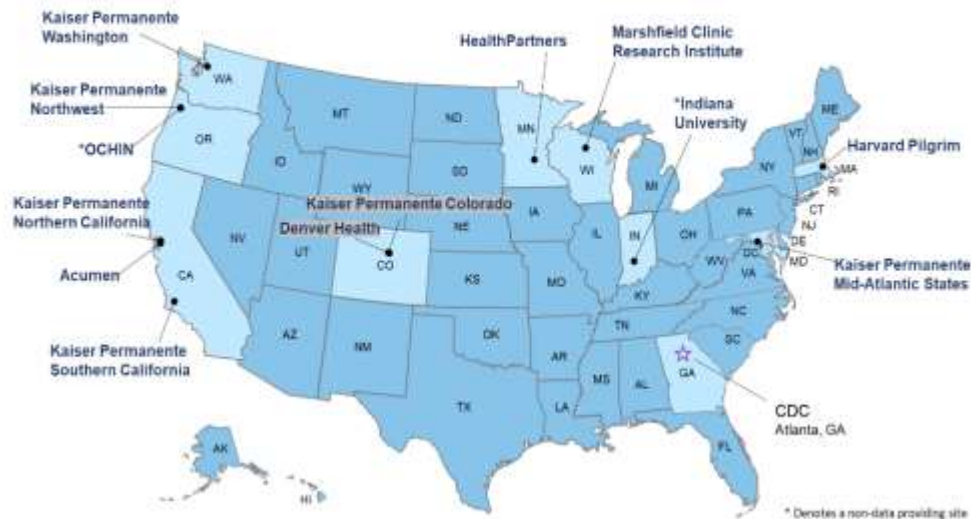 Kaiser Permanente
Washington
Kaiser Permanente
Northwest
*OCHIN
Kaiser Permanente
Northern California
Acumen
Kaiser Permanente
Southern California
HealthPartners
Marshfield Clinic
Research Institute
*Indiana
University
Harvard Pilgrim
Kaiser Permanente Colorado
Denver Health
Kaiser Permanente
Mid-Atlantic States
CDC
Atlanta, GA
WA
OR
CA
NV
ID
MT
WY
UT
CO
AZ
NM
ND
SD
NE
KS
OK
TX
MN
IA
MO
AR
LA
WI
IL
MI
IN
OH
KY
TN
MS
AL
GA
FL
SC
NC
VA
WV
DC
MD
DE
PA
NJ
NY
CT
RI
MA
VT
NH
ME
AK
HI
* Denotes a non-data providing site